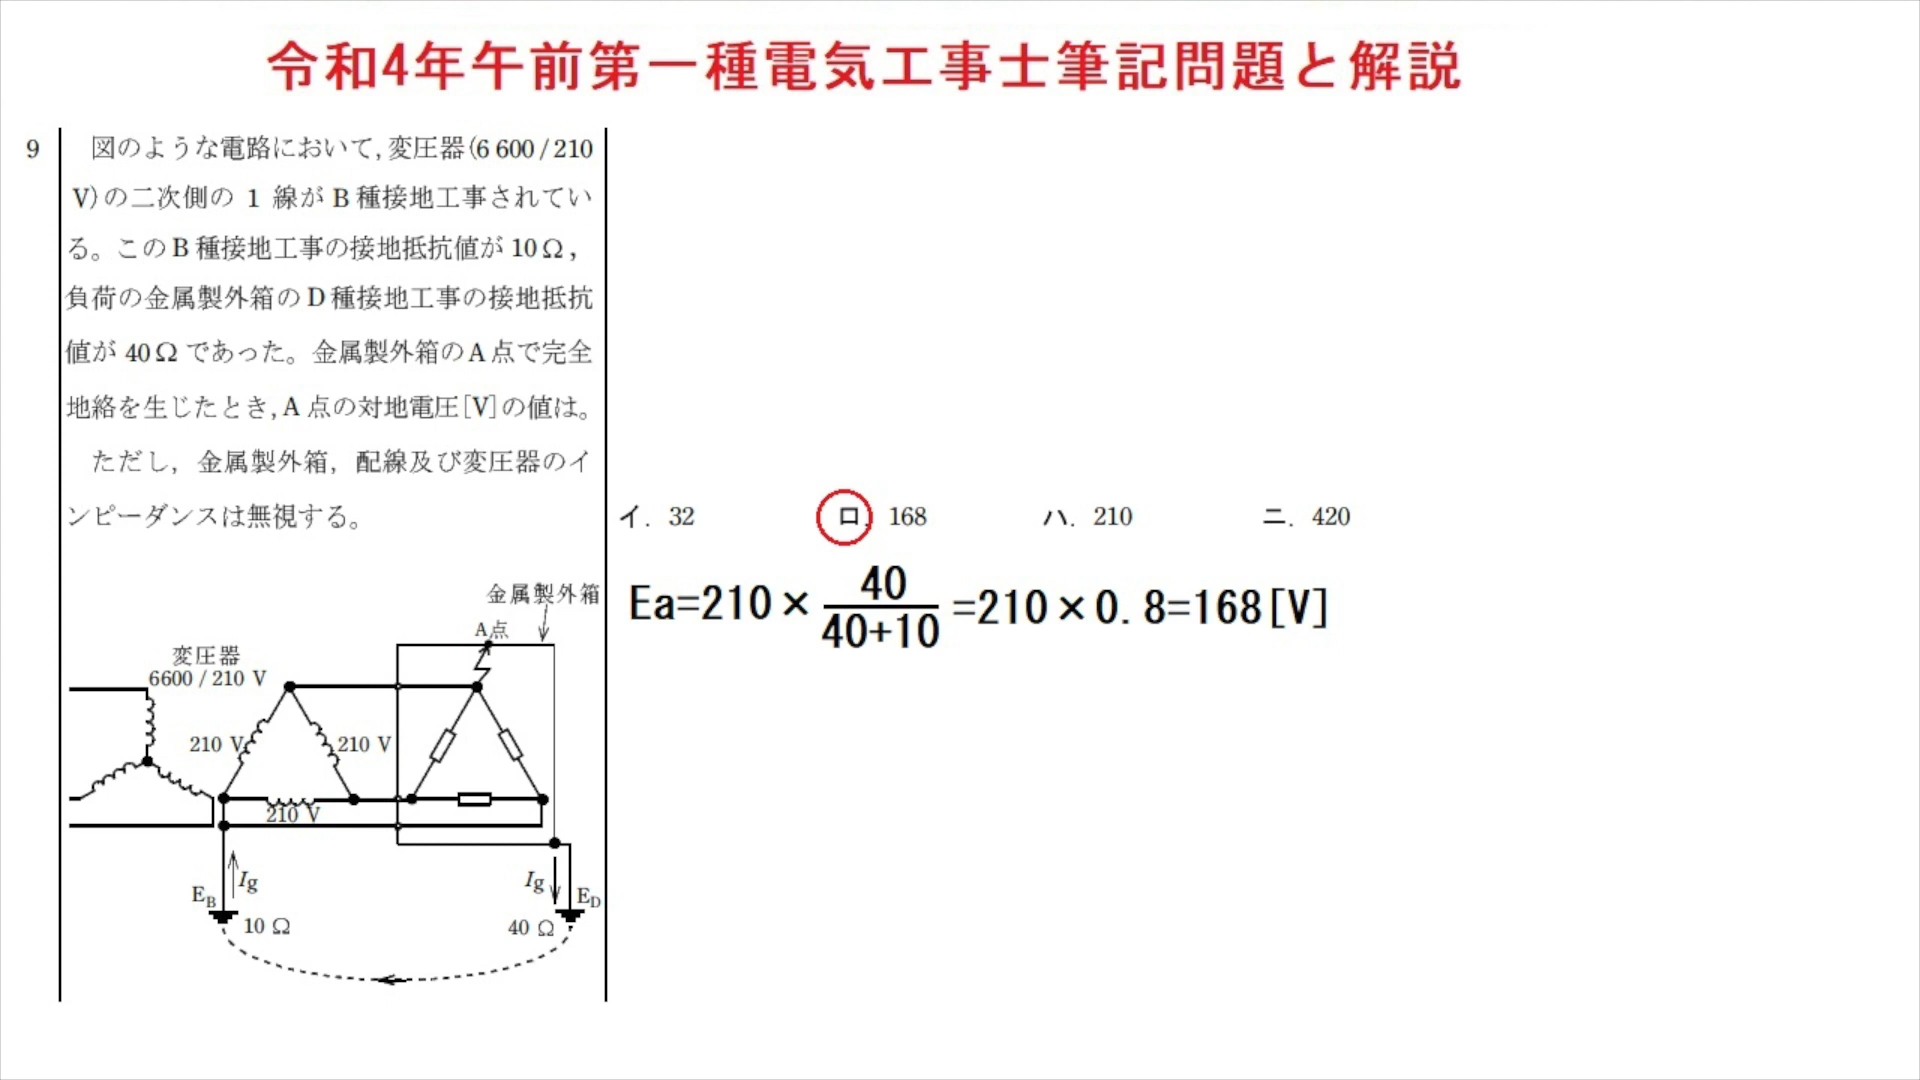 令和4年午前第一種電気工事士筆記問題と解説
9
図のような電路において,変圧器(6 600 / 210
V)の二次側の 1 線が B 種接地工事されてい
る。この B 種接地工事の接地抵抗値が 10 Ω,
負荷の金属製外箱の D 種接地工事の接地抵抗
値が 40 Ω であった。金属製外箱の A 点で完全
地絡を生じたとき, A 点の対地電圧[V]の値は。
ただし，金属製外箱，配線及び変圧器のイ
ンピーダンスは無視する。
イ. 32 ロ. 168 ハ. 210 ニ. 420
Ea=210×40/40+10=210×0.8=168[V]
金属製外箱
A点
変圧器
6600 / 210 V
210 V
210 V
210 V
Ig
Ig
EB
ED
10 Ω
40 Ω